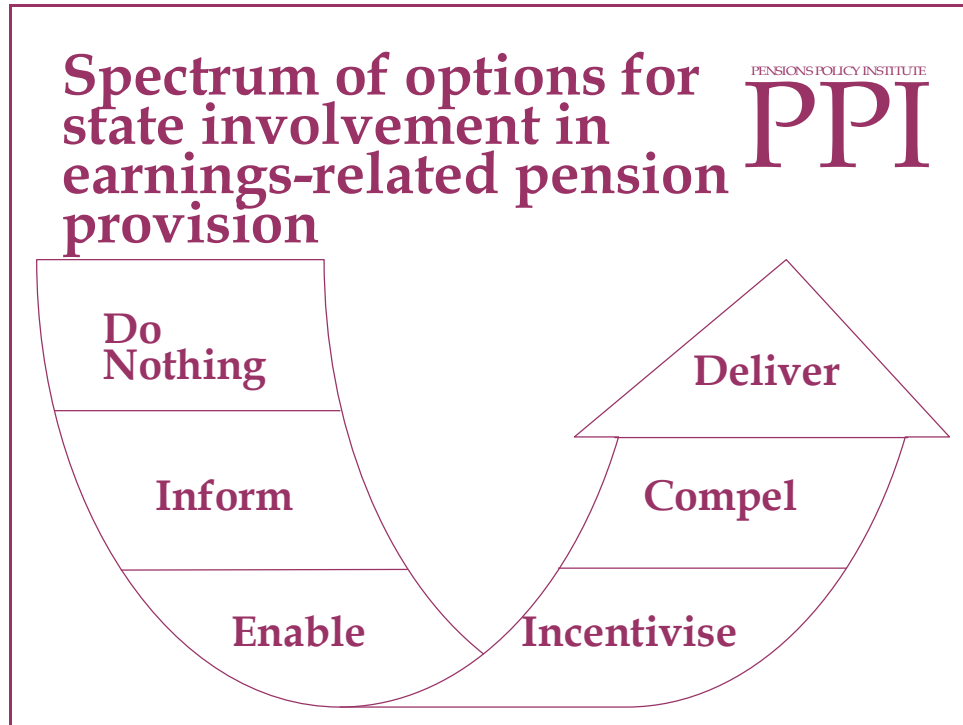 Spectrum of options for
state involvement in
earnings-related pension
provision
PENSIONS POLICY INSTITUTE
PPI
Do
Nothing
Inform
Enable
Incentivise
Compel
Deliver